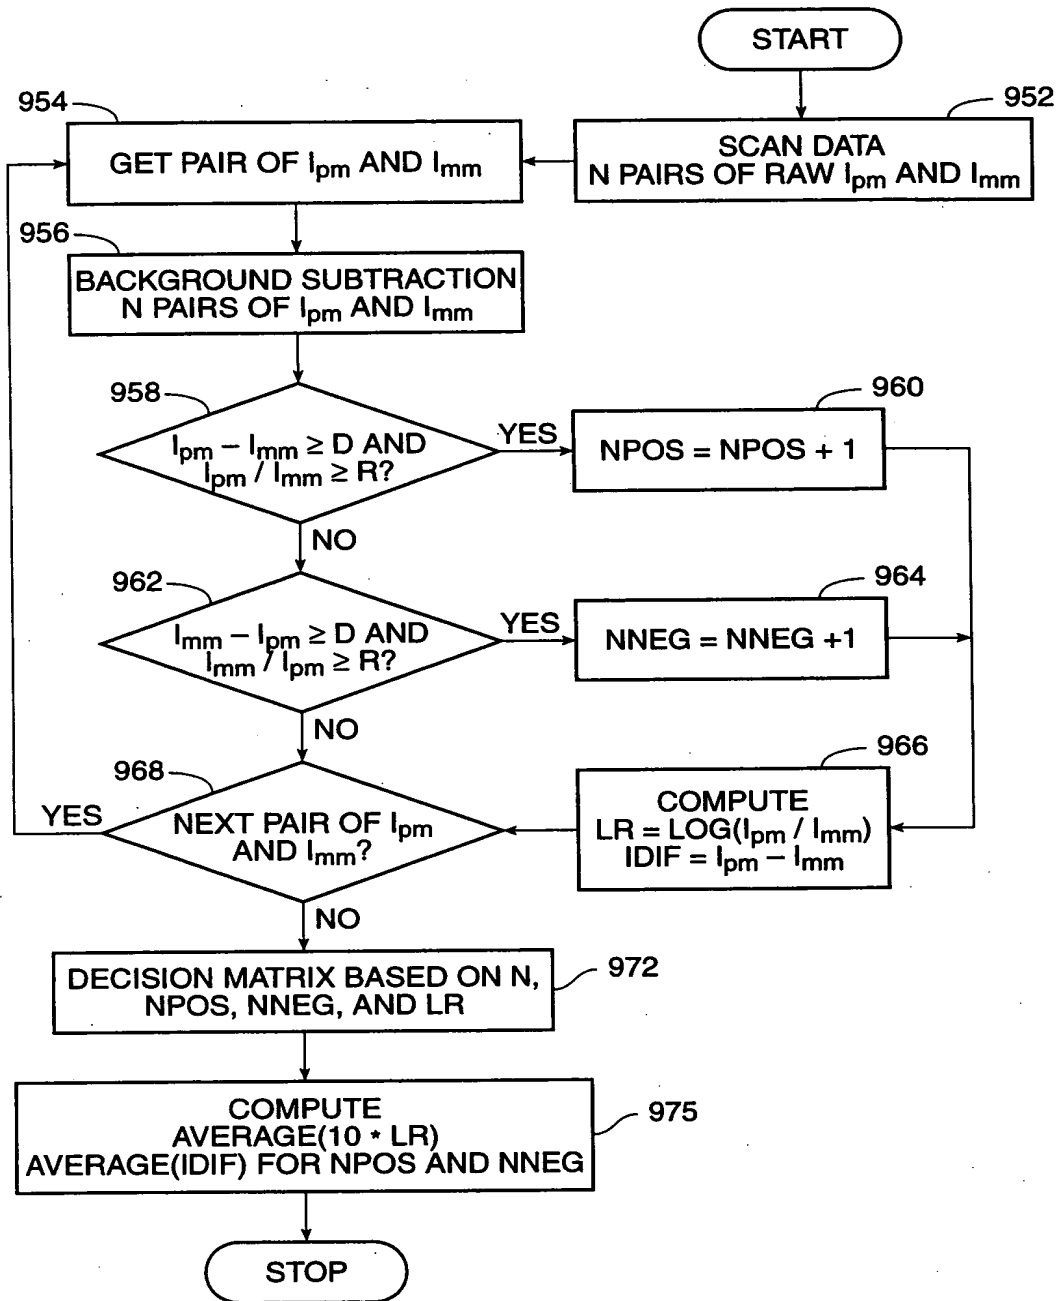 START
952
SCAN DATA
N PAIRS OF RAW Ipm AND Imm
954
GET PAIR OF Ipm AND Imm
956
BACKGROUND SUBTRACTION
N PAIRS OF Ipm AND Imm
958
Ipm – Imm ≥ D AND
Ipm / Imm ≥ R?
YES
960
NPOS = NPOS + 1
NO
962
Imm – Ipm ≥ D AND
Imm / Ipm ≥ R?
YES
964
NNEG = NNEG +1
NO
966
COMPUTE
LR = LOG(Ipm / Imm)
IDIF = Ipm – Imm
968
YES
NEXT PAIR OF Ipm
AND Imm?
NO
972
DECISION MATRIX BASED ON N,
NPOS, NNEG, AND LR
975
COMPUTE
AVERAGE(10 * LR)
AVERAGE(IDIF) FOR NPOS AND NNEG
STOP